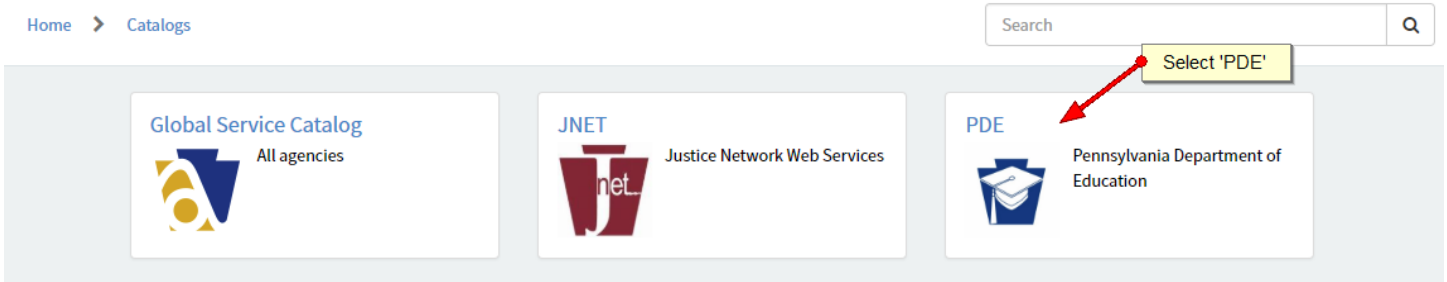 Home > Catalogs
Search
Select 'PDE'
Global Service Catalog
All agencies
JNET
Justice Network Web Services
jnet...
PDE
Pennsylvania Department of
Education